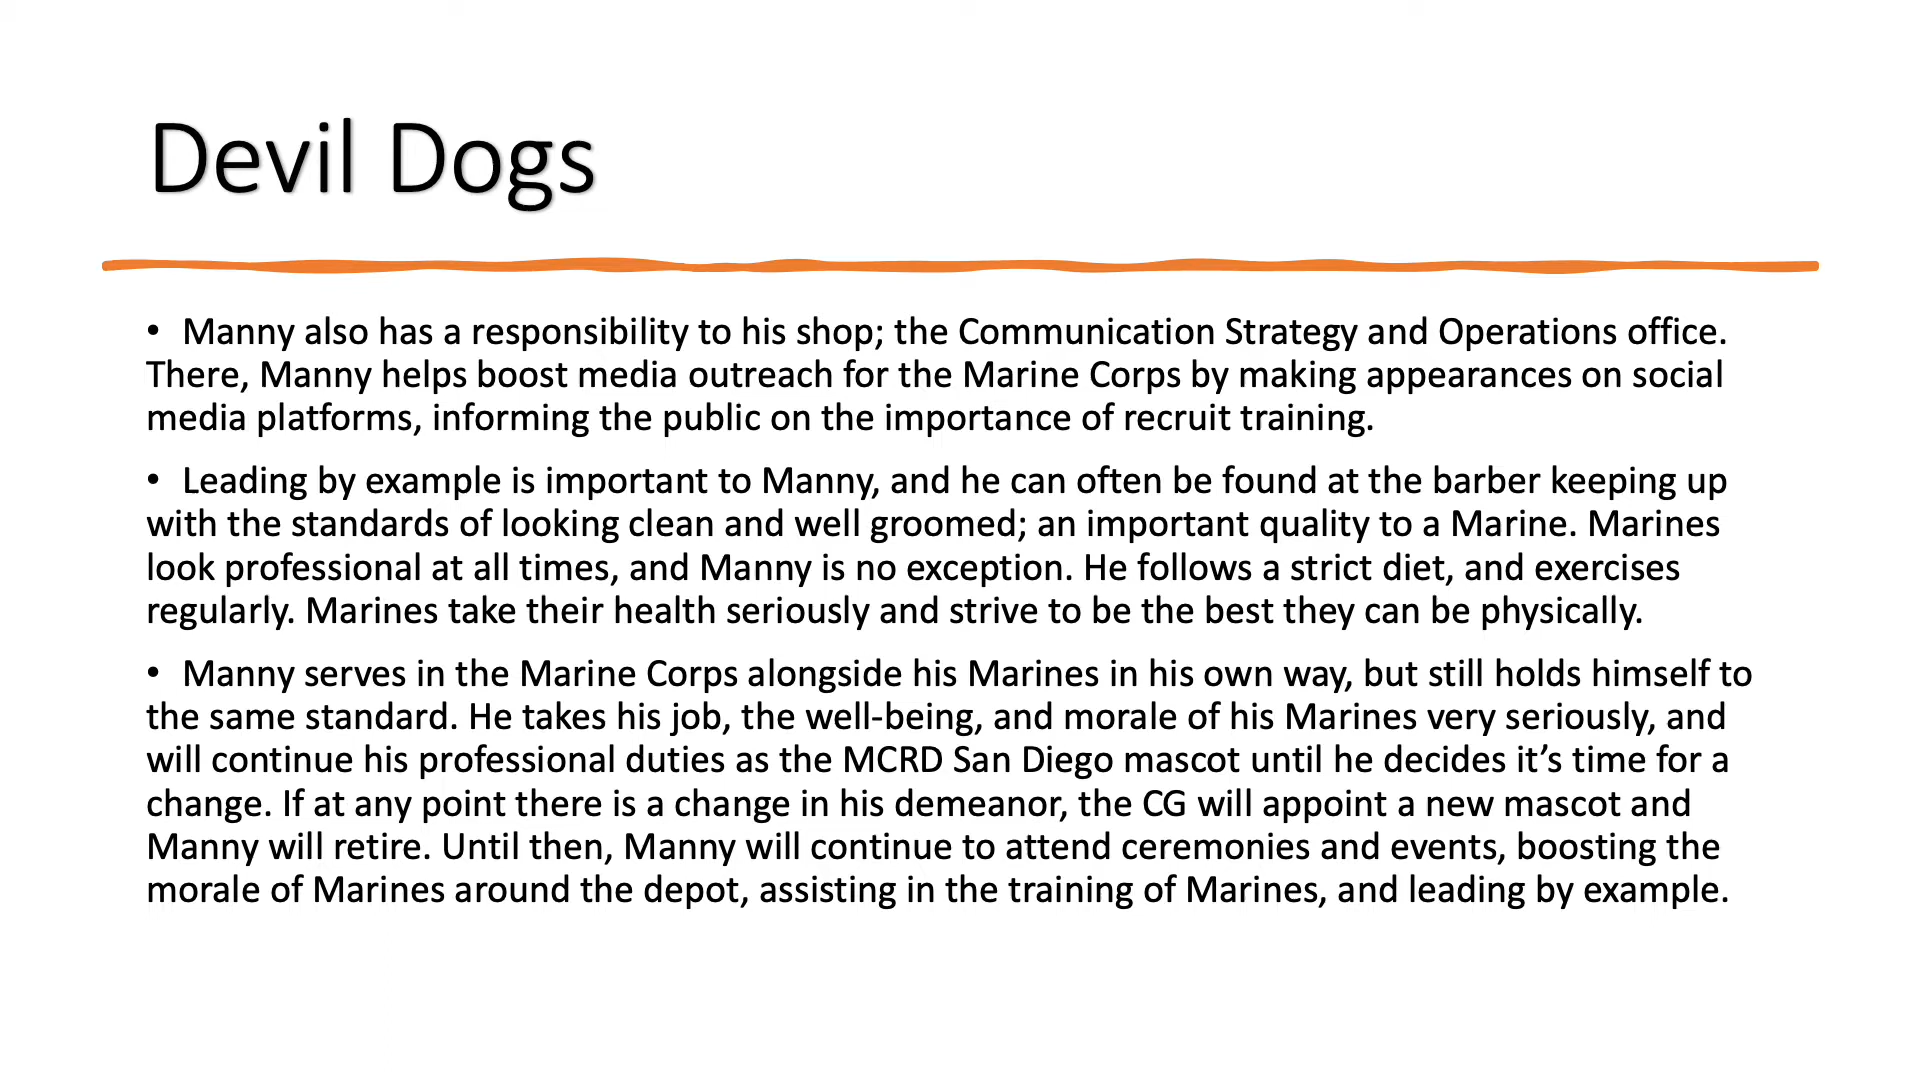 Devil Dogs
• Manny also has a responsibility to his shop; the Communication Strategy and Operations office.
There, Manny helps boost media outreach for the Marine Corps by making appearances on social
media platforms, informing the public on the importance of recruit training.
• Leading by example is important to Manny, and he can often be found at the barber keeping up
with the standards of looking clean and well groomed; an important quality to a Marine. Marines
look professional at all times, and Manny is no exception. He follows a strict diet, and exercises
regularly. Marines take their health seriously and strive to be the best they can be physically.
• Manny serves in the Marine Corps alongside his Marines in his own way, but still holds himself to
the same standard. He takes his job, the well-being, and morale of his Marines very seriously, and
will continue his professional duties as the MCRD San Diego mascot until he decides it’s time for a
change. If at any point there is a change in his demeanor, the CG will appoint a new mascot and
Manny will retire. Until then, Manny will continue to attend ceremonies and events, boosting the
morale of Marines around the depot, assisting in the training of Marines, and leading by example.